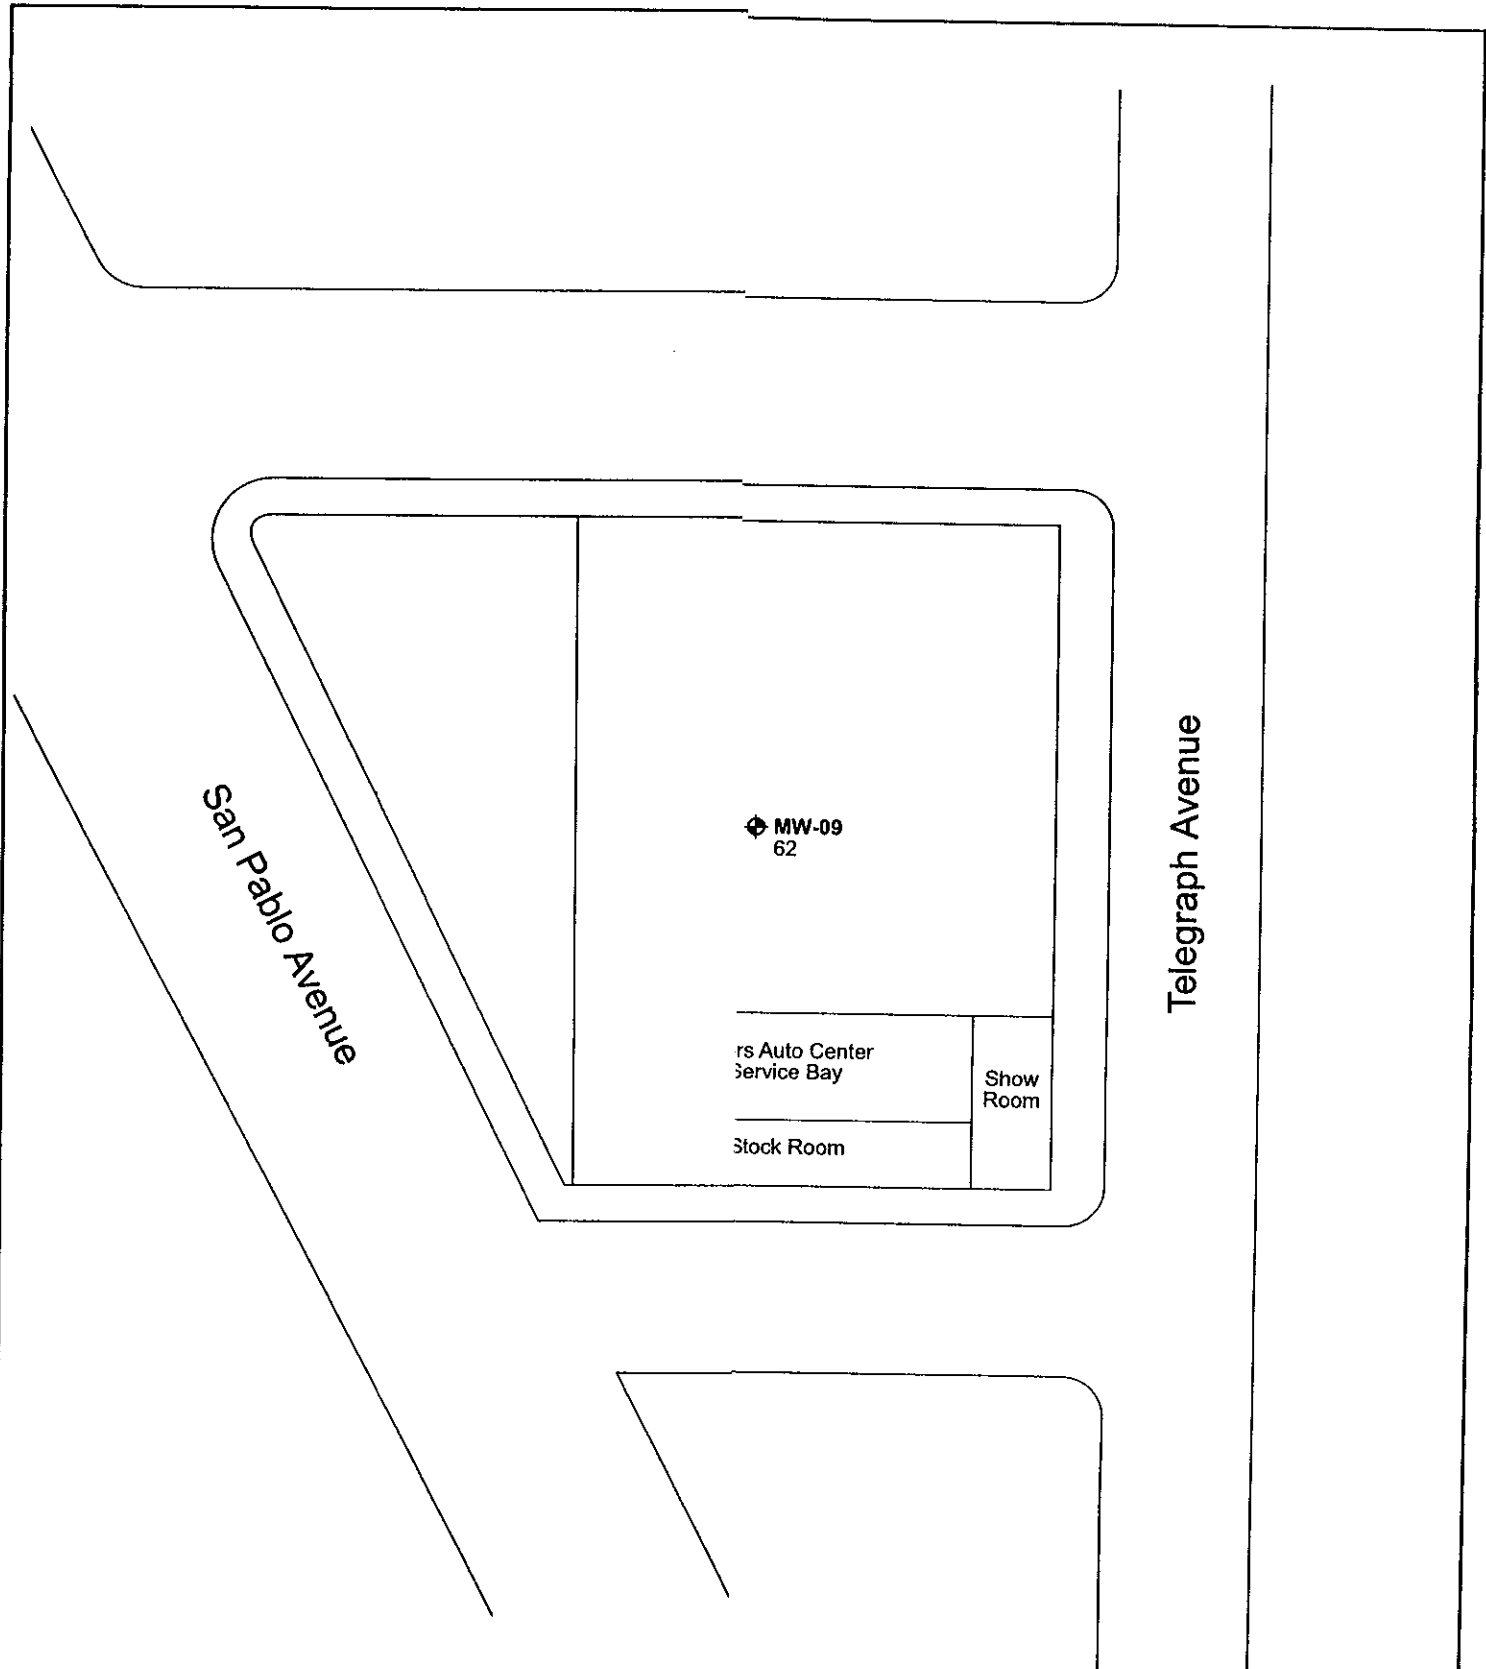 San Pablo Avenue
Telegraph Avenue
MW-09
62
rs Auto Center
Service Bay
Show
Room
Stock Room